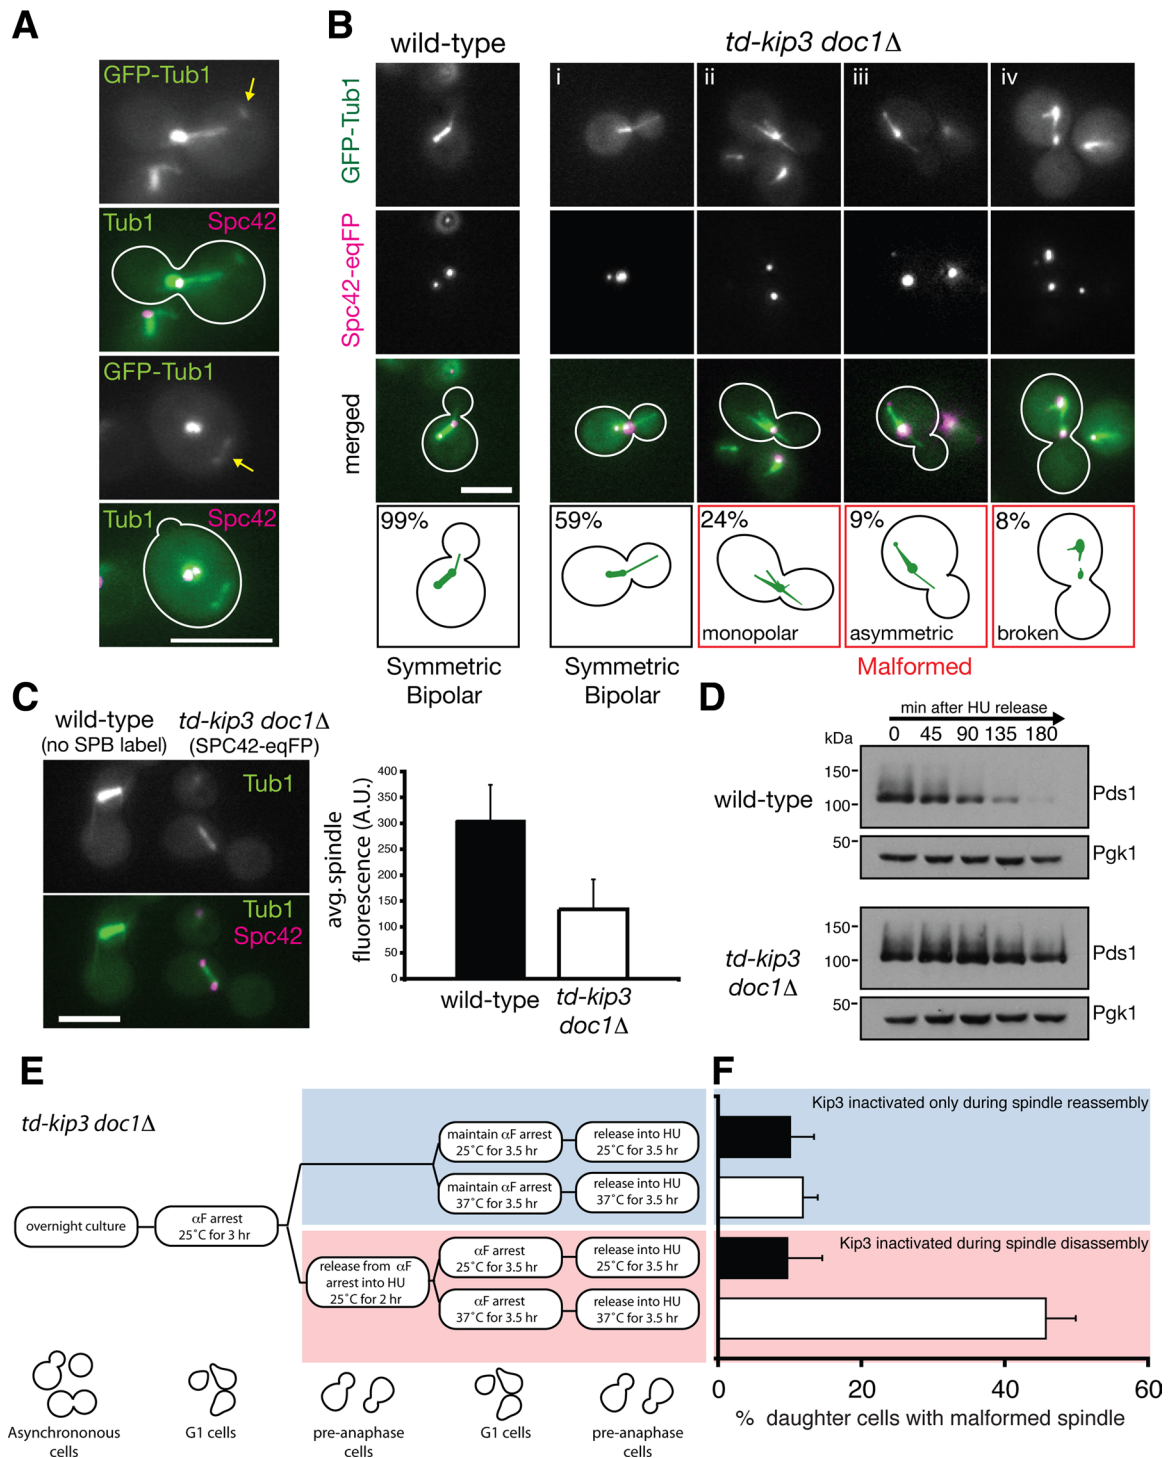 A
GFP-Tub1
Tub1
Spc42
GFP-Tub1
Tub1
Spc42
B
wild-type
td-kip3 doc1Δ
GFP-Tub1
i
ii
iii
iv
Spc42-eqFP
merged
99%
59%
24%
9%
8%
monopolar
asymmetric
broken
Symmetric
Bipolar
Symmetric
Bipolar
Malformed
C
wild-type
(no SPB label)
td-kip3 doc1Δ
(SPC42-eqFP)
Tub1
Tub1
Spc42
avg. spindle
fluorescence (A.U.)
400
350
300
250
200
150
100
50
0
wild-type
td-kip3
doc1Δ
D
min after HU release
kDa
0 45 90 135 180
wild-type
150
100
Pds1
50
Pgk1
td-kip3
doc1Δ
150
100
Pds1
50
Pgk1
E
td-kip3 doc1Δ
overnight culture
αF arrest
25˚C for 3 hr
maintain αF arrest
25˚C for 3.5 hr
release into HU
25˚C for 3.5 hr
maintain αF arrest
37˚C for 3.5 hr
release into HU
37˚C for 3.5 hr
release from αF
arrest into HU
25˚C for 2 hr
αF arrest
25˚C for 3.5 hr
release into HU
25˚C for 3.5 hr
αF arrest
37˚C for 3.5 hr
release into HU
37˚C for 3.5 hr
Asynchrononous
cells
G1 cells
pre-anaphase
cells
G1 cells
pre-anaphase
cells
F
Kip3 inactivated only during spindle reassembly
Kip3 inactivated during spindle disassembly
0 20 40 60
% daughter cells with malformed spindle